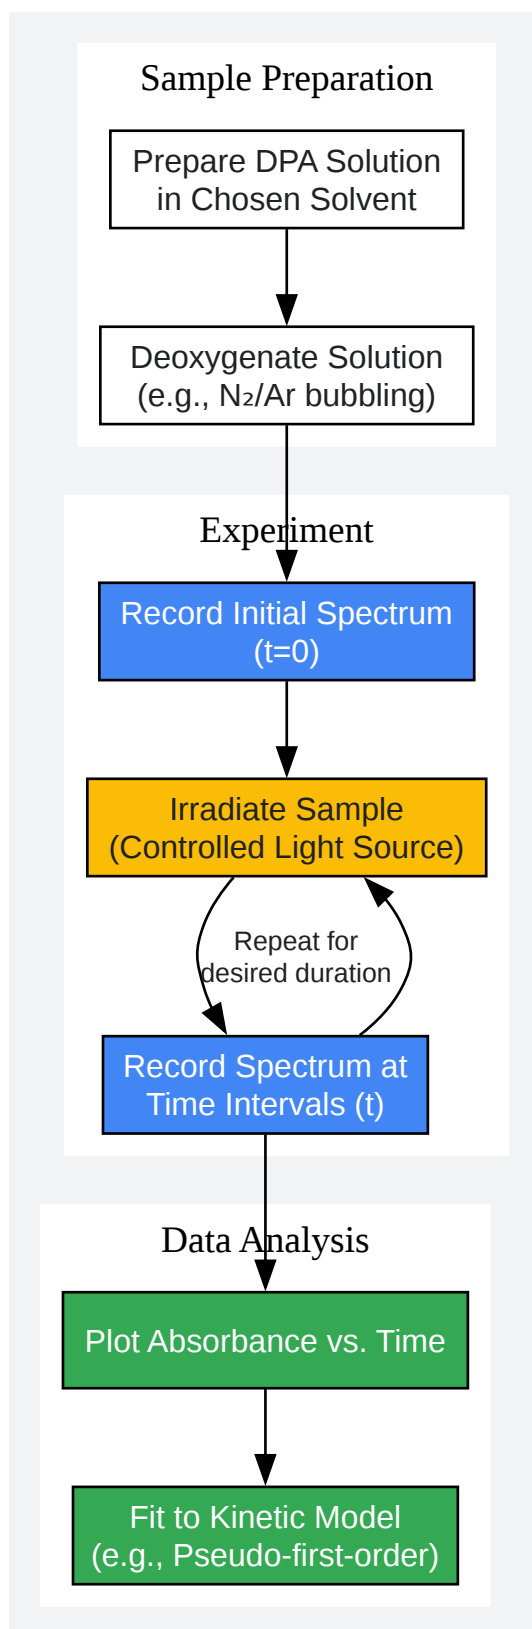 Sample Preparation
Prepare DPA Solution
in Chosen Solvent
Deoxygenate Solution
(e.g., N₂/Ar bubbling)
Experiment
Record Initial Spectrum
(t=0)
Irradiate Sample
(Controlled Light Source)
Repeat for
desired duration
Record Spectrum at
Time Intervals (t)
Data Analysis
Plot Absorbance vs. Time
Fit to Kinetic Model
(e.g., Pseudo-first-order)